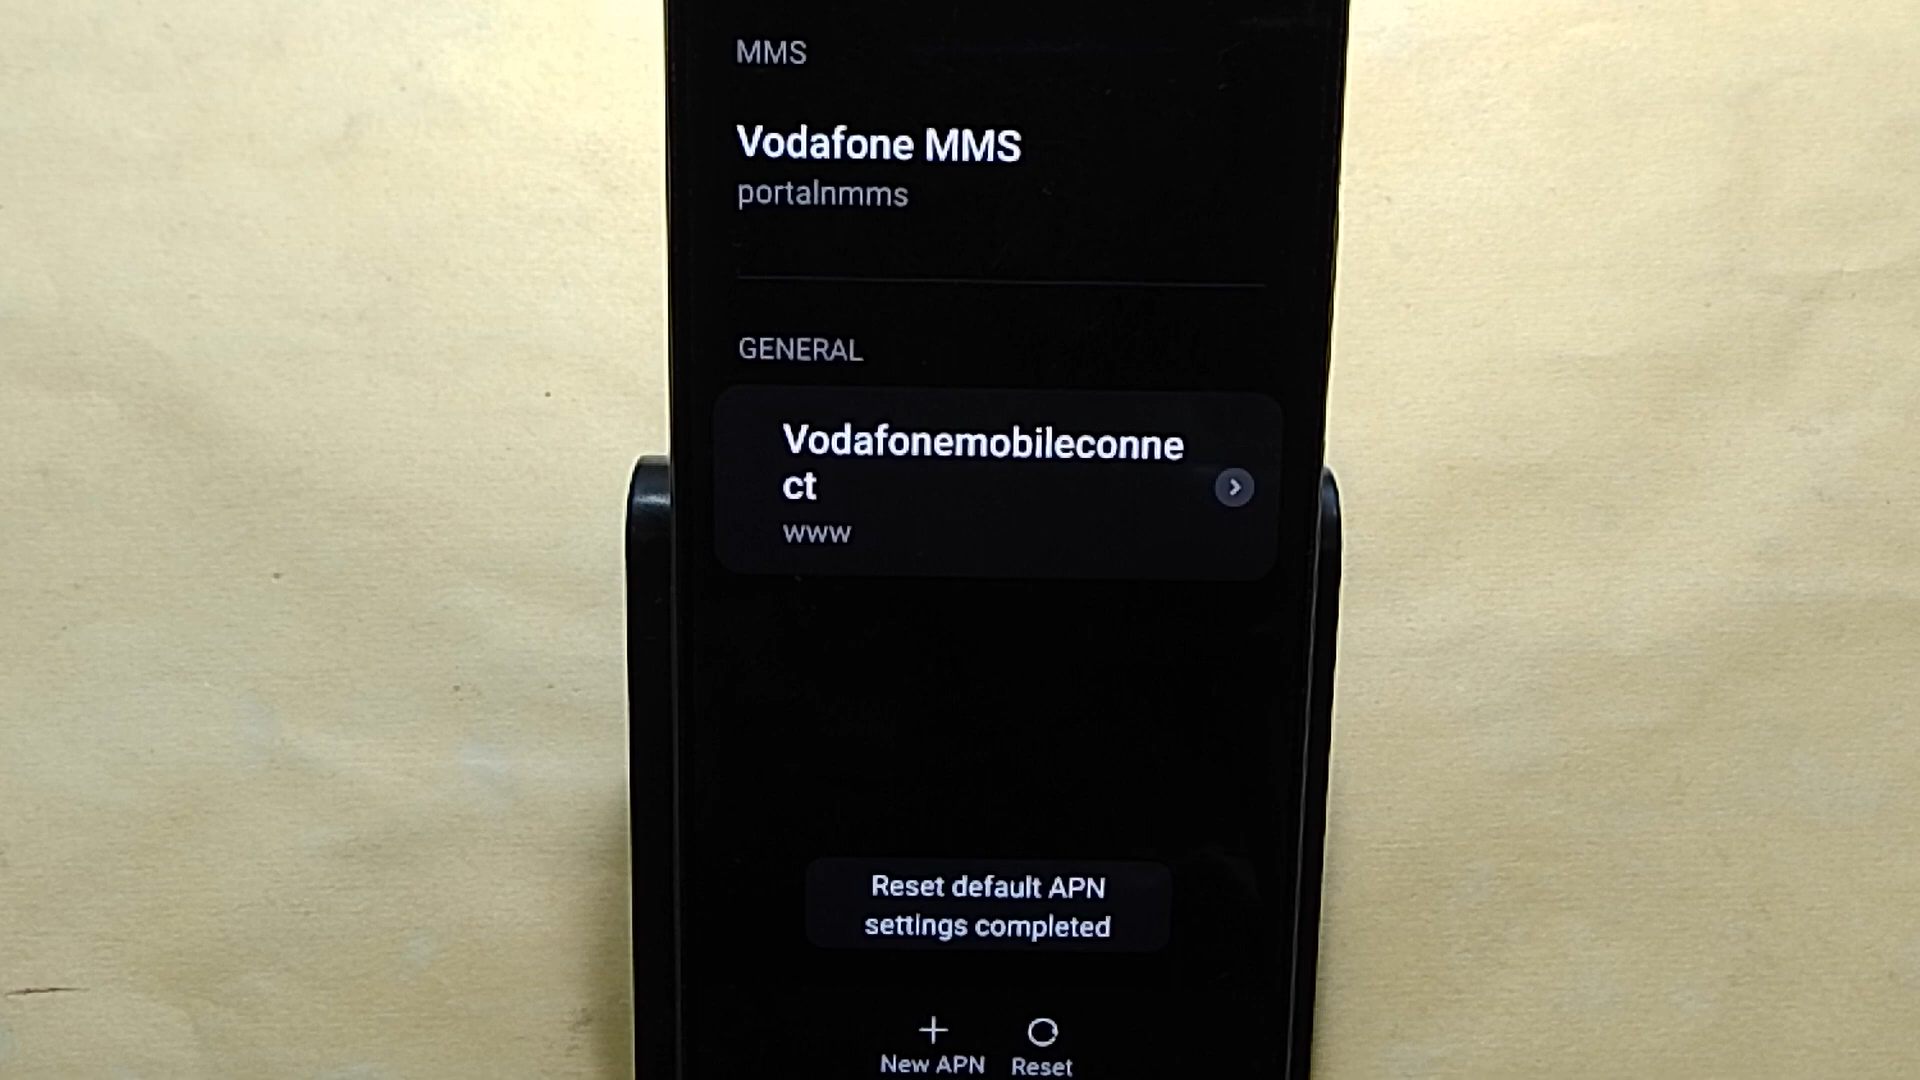 MMS
Vodafone MMS
portalnmms
GENERAL
Vodafonemobileconne
ct
www
Reset default APN
settings completed
New APN Reset